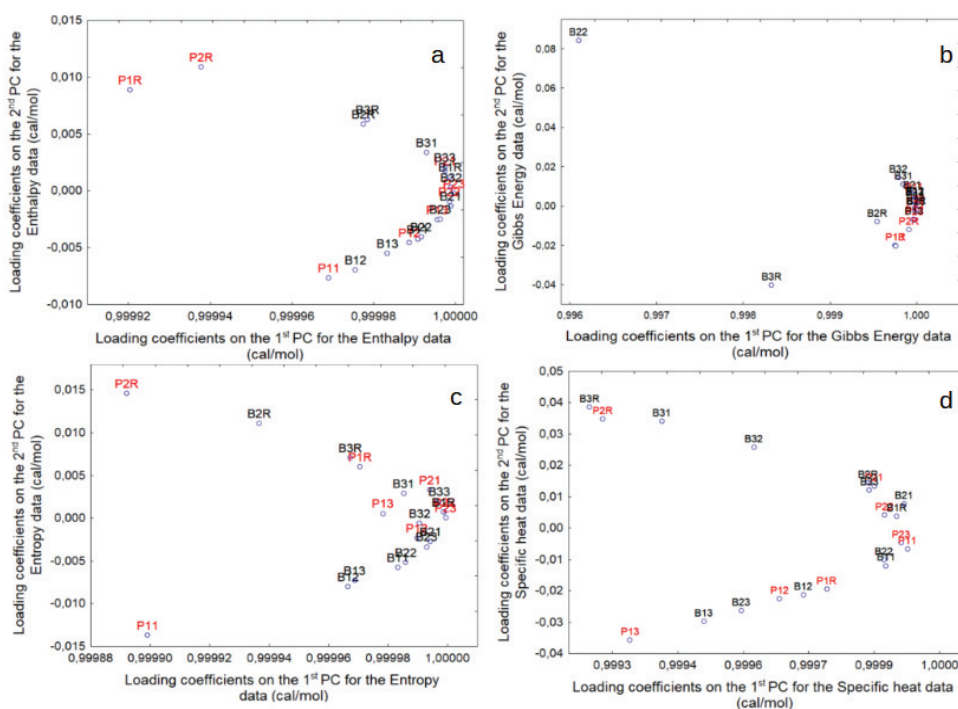 a
0,015
0,010
0,005
0,000
-0,005
-0,010
Loading coefficients on the 2nd PC for the
Enthalpy data (cal/mol)
P2R
P1R
B3R
B2R
B31
B33
B1R
B32
B21
B23
B22
B13
B12
P11
0,99992
0,99994
0,99996
0,99998
1,00000
Loading coefficients on the 1st PC for the Enthalpy data
(cal/mol)
b
0,08
0,06
0,04
0,02
0,00
-0,02
-0,04
Loading coefficients on the 2nd PC for the
Gibbs Energy data (cal/mol)
B22
B32
B31
B21
B2R
P2R
B3R
0,996
0,997
0,998
0,999
1,000
Loading coefficients on the 1st PC for the Gibbs Energy data
(cal/mol)
c
0,015
0,010
0,005
0,000
-0,005
-0,010
-0,015
Loading coefficients on the 2nd PC for the
Entropy data (cal/mol)
P2R
B2R
B3R
P1R
B31
P21
B33
B1R
P13
B32
B21
B23
B22
B11
B13
B12
P11
0,99988
0,99990
0,99992
0,99994
0,99996
0,99998
1,00000
Loading coefficients on the 1st PC for the Entropy
data (cal/mol)
d
0,05
0,04
0,03
0,02
0,01
0,00
-0,01
-0,02
-0,03
-0,04
Loading coefficients on the 2nd PC for the
Specific heat data (cal/mol)
B3R
P2R
B31
B32
B2R
B33
B21
B1R
P23
P11
B22
B11
P1R
B12
P12
B23
B13
P13
0,9993
0,9994
0,9996
0,9997
0,9999
1,0000
Loading coefficients on the 1st PC for the Specific heat data
(cal/mol)